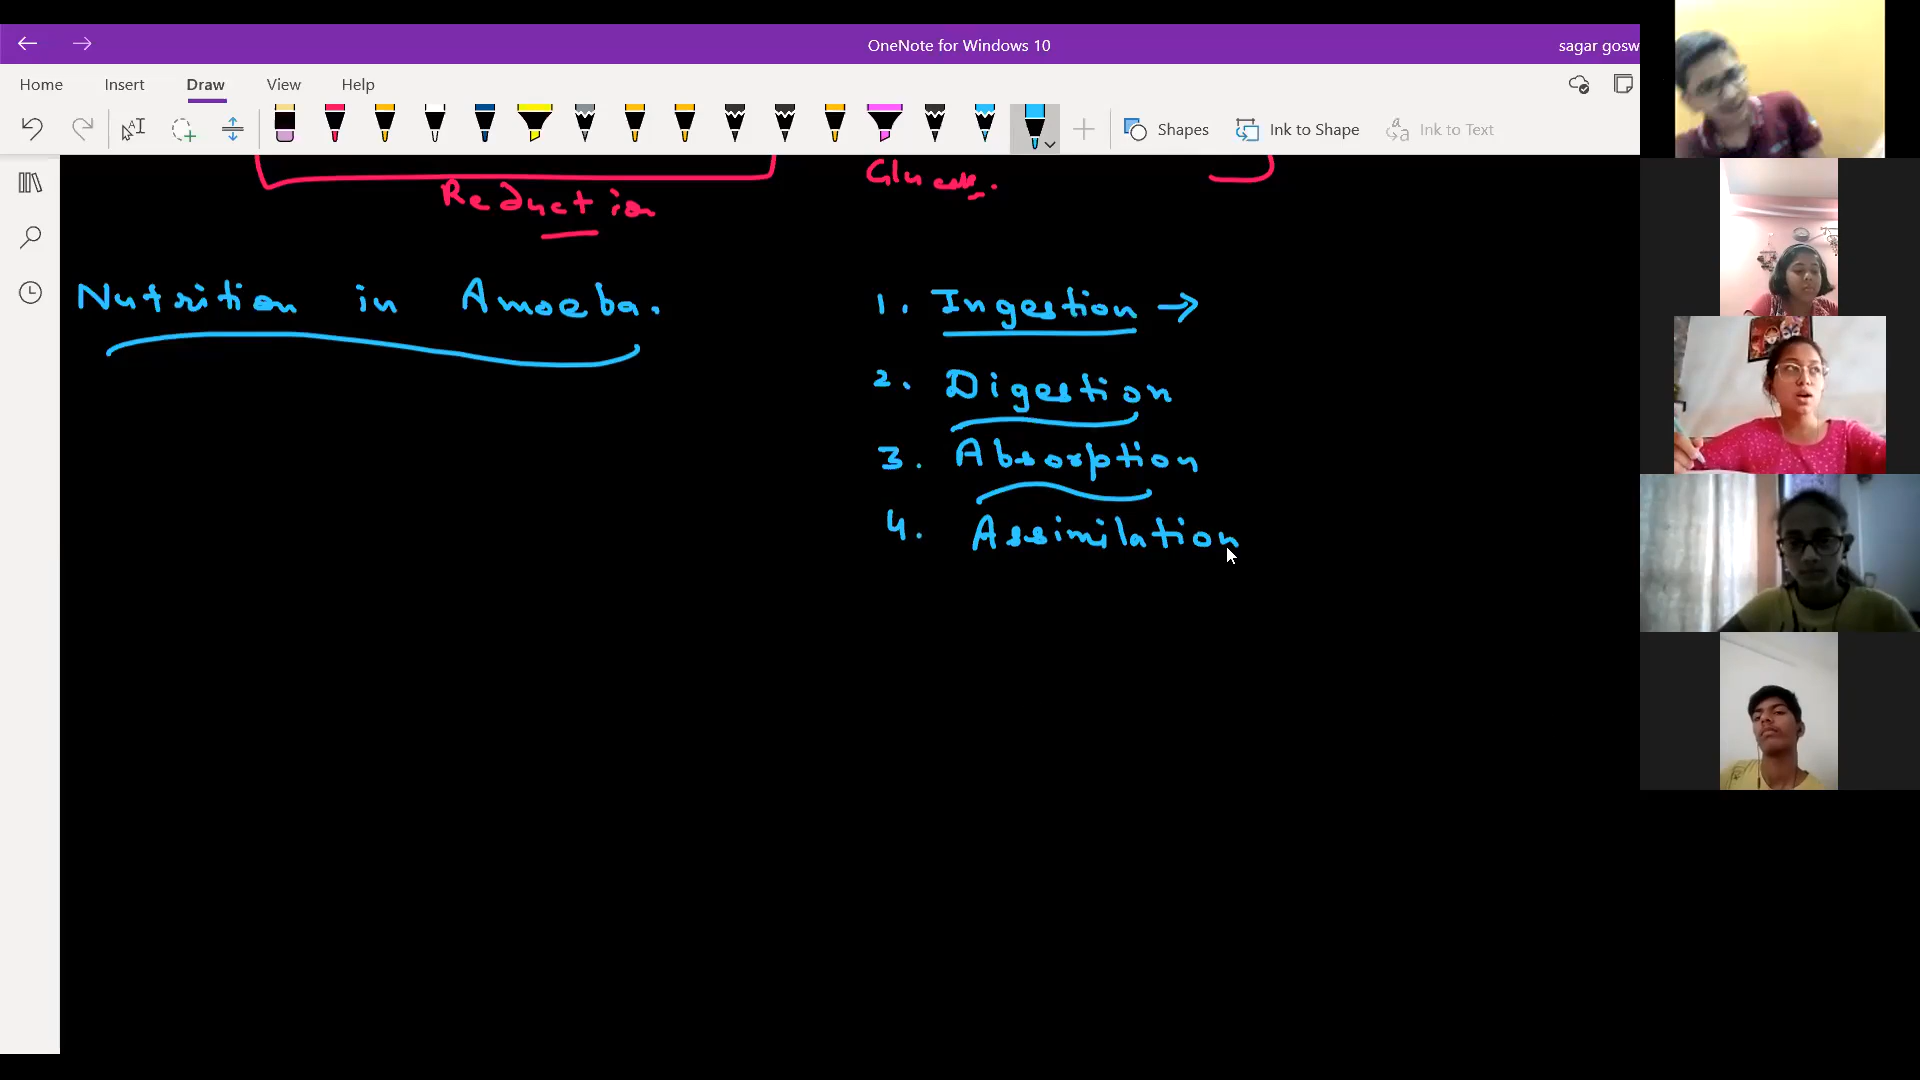 OneNote for Windows 10
sagar gosw
Home Insert Draw View Help
Shapes Ink to Shape Ink to Text
Reduction
Glucose.
Nutrition in Amoeba.
1. Ingestion →
2. Digestion
3. Absorption
4. Assimilation